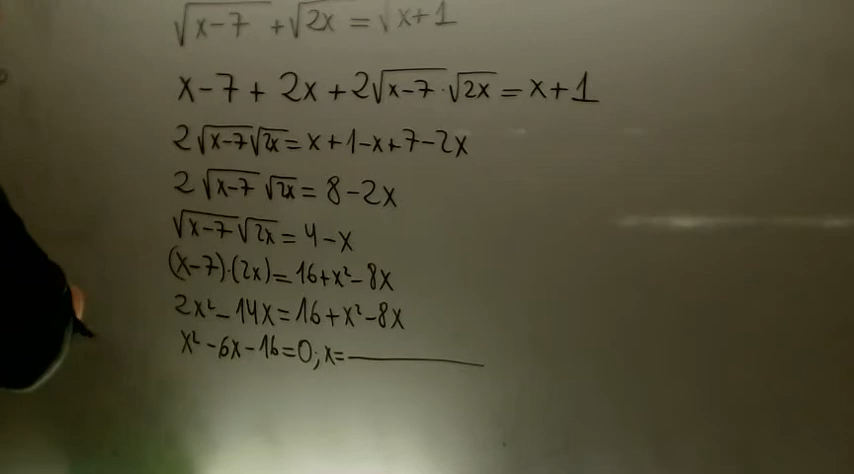 √x-7 + √2x = √x+1
x-7 + 2x + 2√x-7 · √2x = x+1
2√x-7 √2x = x+1-x+7-2x
2√x-7 √2x = 8-2x
√x-7 √2x = 4-x
(x-7)·(2x) = 16+x²-8x
2x²-14x = 16+x²-8x
x²-6x-16=0; x=